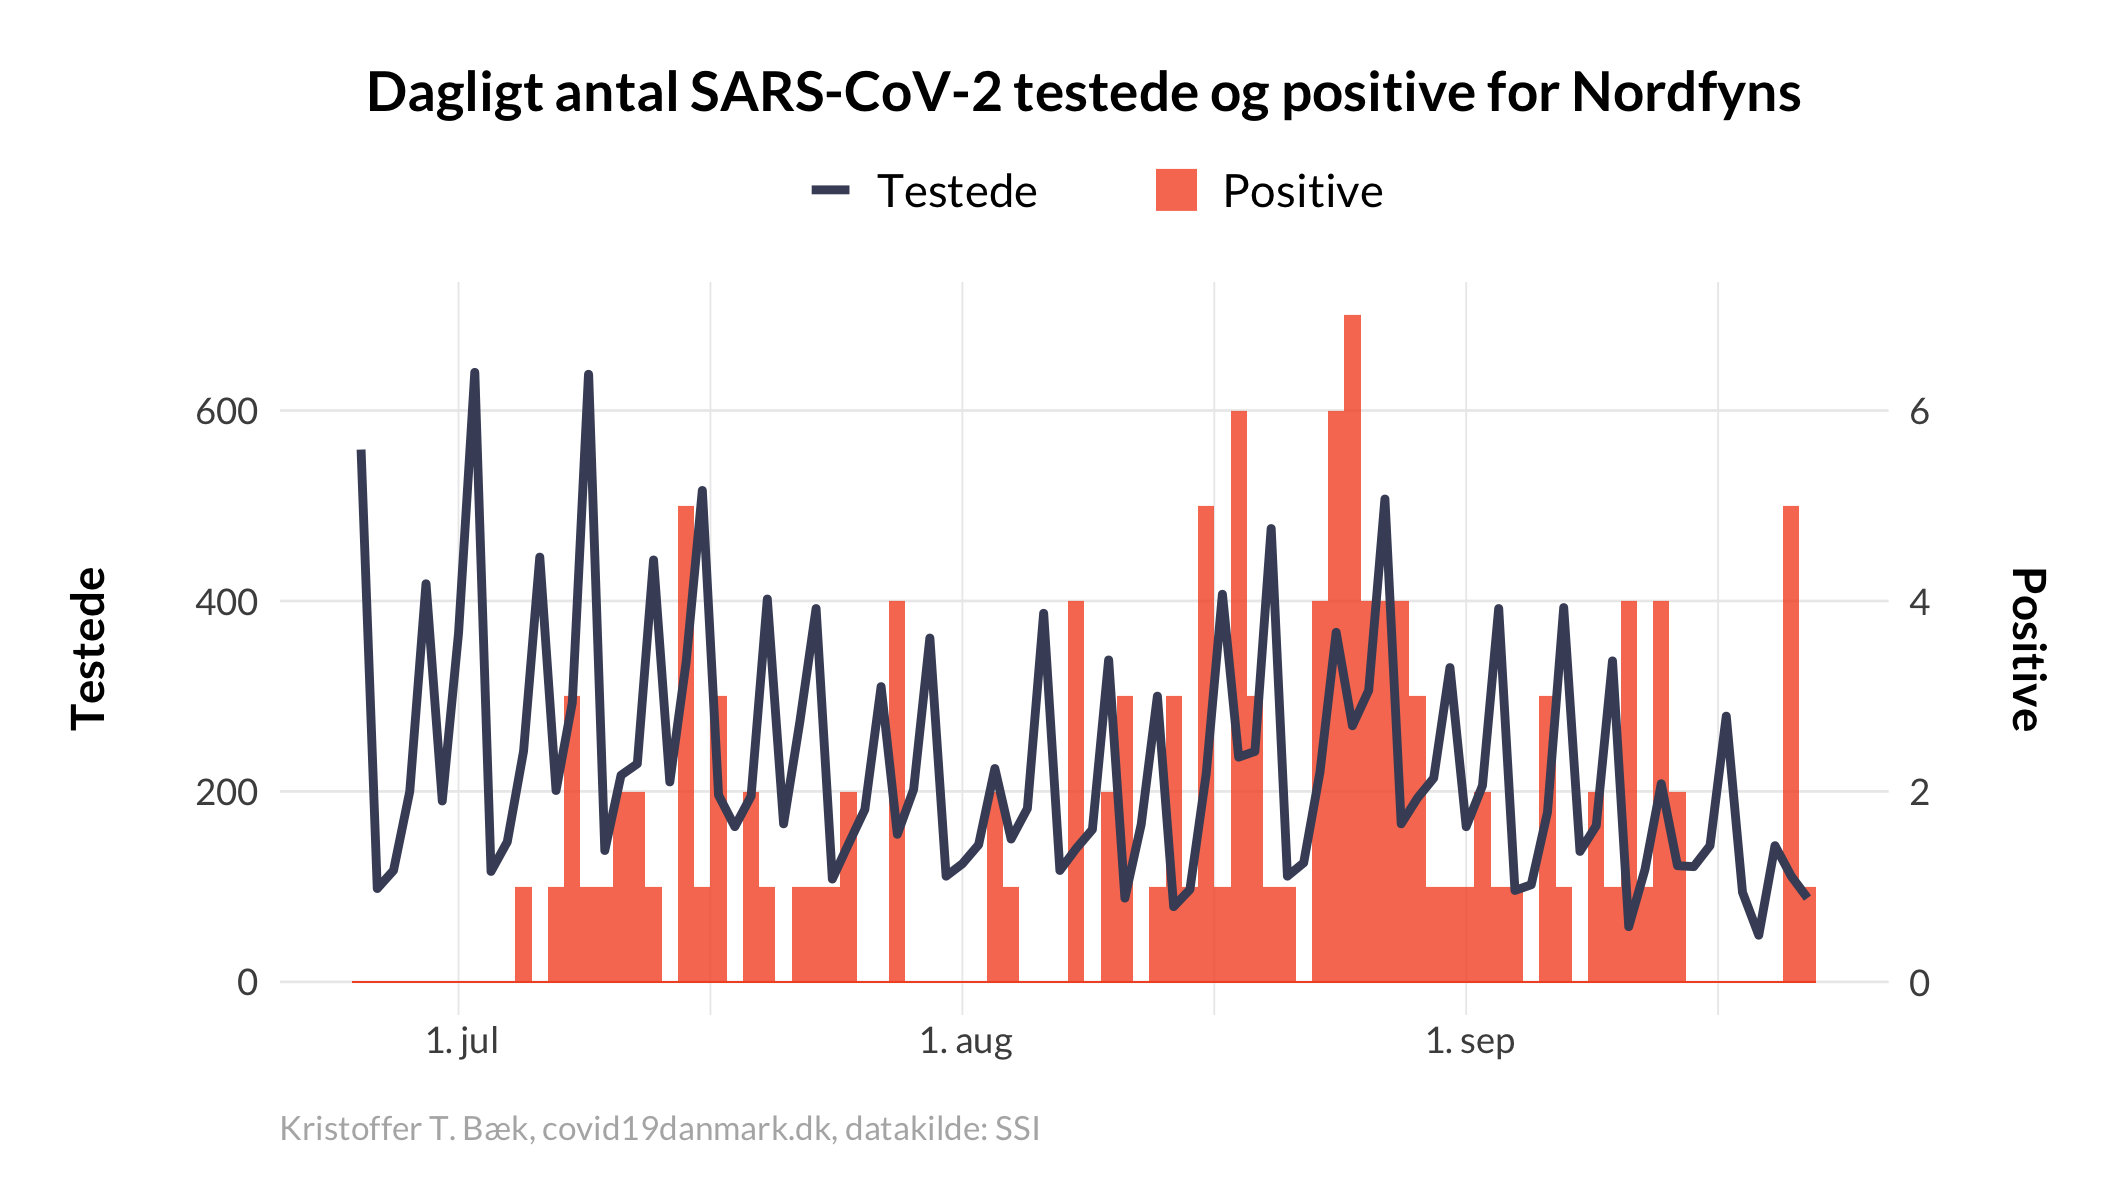 Dagligt antal SARS-CoV-2 testede og positive for Nordfyns
Testede
Positive
Testede
600
400
200
0
6
4
2
0
Positive
1. jul
1. aug
1. sep
Kristoffer T. Bæk, covid19danmark.dk, datakilde: SSI